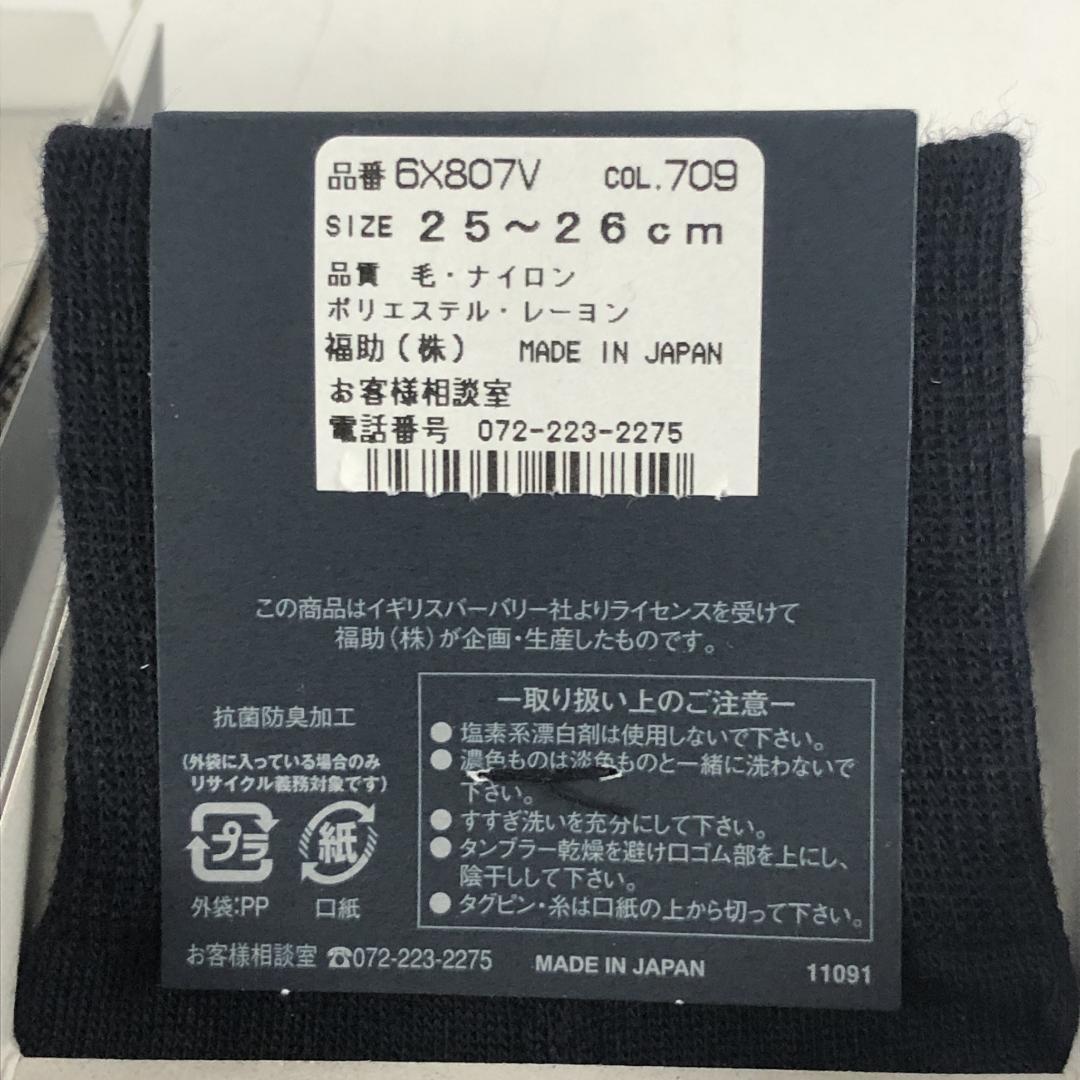 品番 6X807V COL.709
SIZE 25〜26cm
品質 毛・ナイロン
ポリエステル・レーヨン
福助(株) MADE IN JAPAN
お客様相談室
電話番号 072-223-2275
この商品はイギリスバーバリー社よりライセンスを受けて
福助(株)が企画・生産したものです。
抗菌防臭加工
(外袋に入っている場合のみ
リサイクル義務対象です)
プラ
紙
外袋:PP
口紙
ー取り扱い上のご注意ー
● 塩素系漂白剤は使用しないで下さい。
● 濃色ものは淡色ものと一緒に洗わないで
下さい。
● すすぎ洗いを充分にして下さい。
● タンブラー乾燥を避け口ゴム部を上にし、
陰干しして下さい。
● タグピン・糸は口紙の上から切って下さい。
お客様相談室 ☎072-223-2275 MADE IN JAPAN 11091